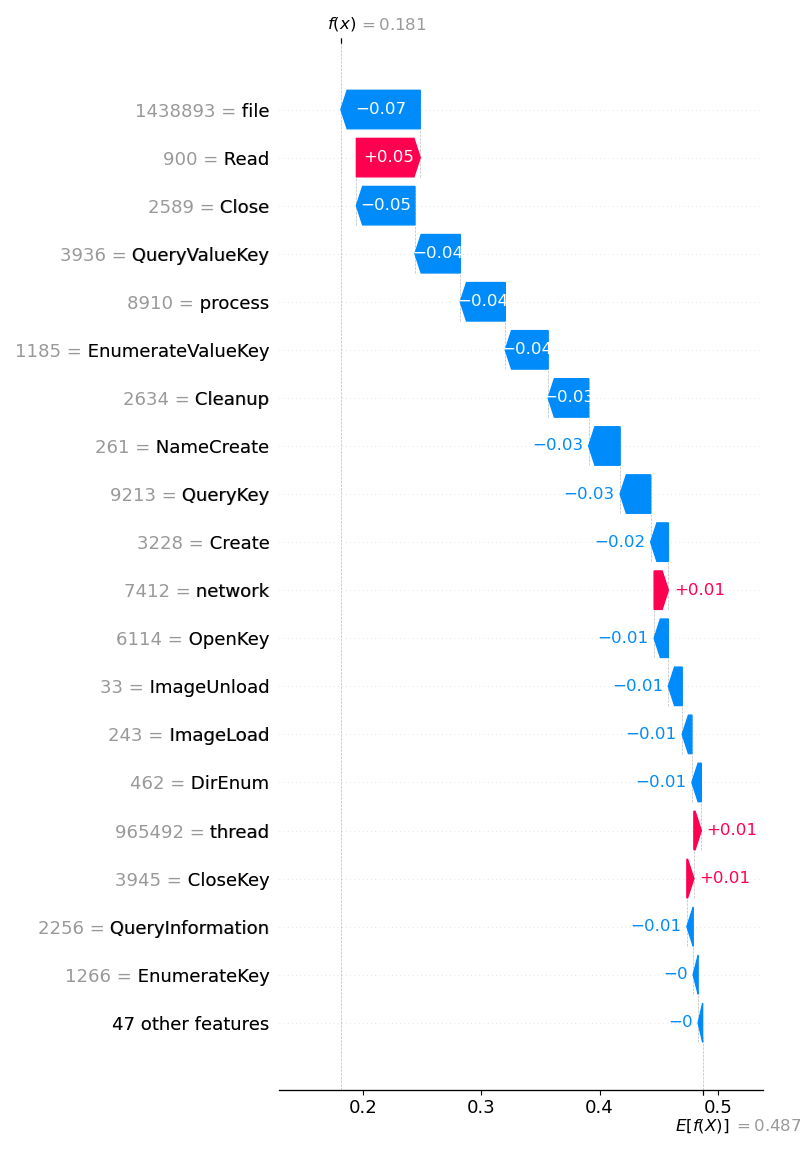 f(x) = 0.181
1438893 = file −0.07
900 = Read +0.05
2589 = Close −0.05
3936 = QueryValueKey −0.04
8910 = process −0.04
1185 = EnumerateValueKey −0.04
2634 = Cleanup −0.03
261 = NameCreate −0.03
9213 = QueryKey −0.03
3228 = Create −0.02
7412 = network +0.01
6114 = OpenKey −0.01
33 = ImageUnload −0.01
243 = ImageLoad −0.01
462 = DirEnum −0.01
965492 = thread +0.01
3945 = CloseKey +0.01
2256 = QueryInformation −0.01
1266 = EnumerateKey −0
47 other features −0
0.2 0.3 0.4 0.5
E[f(X)] = 0.487